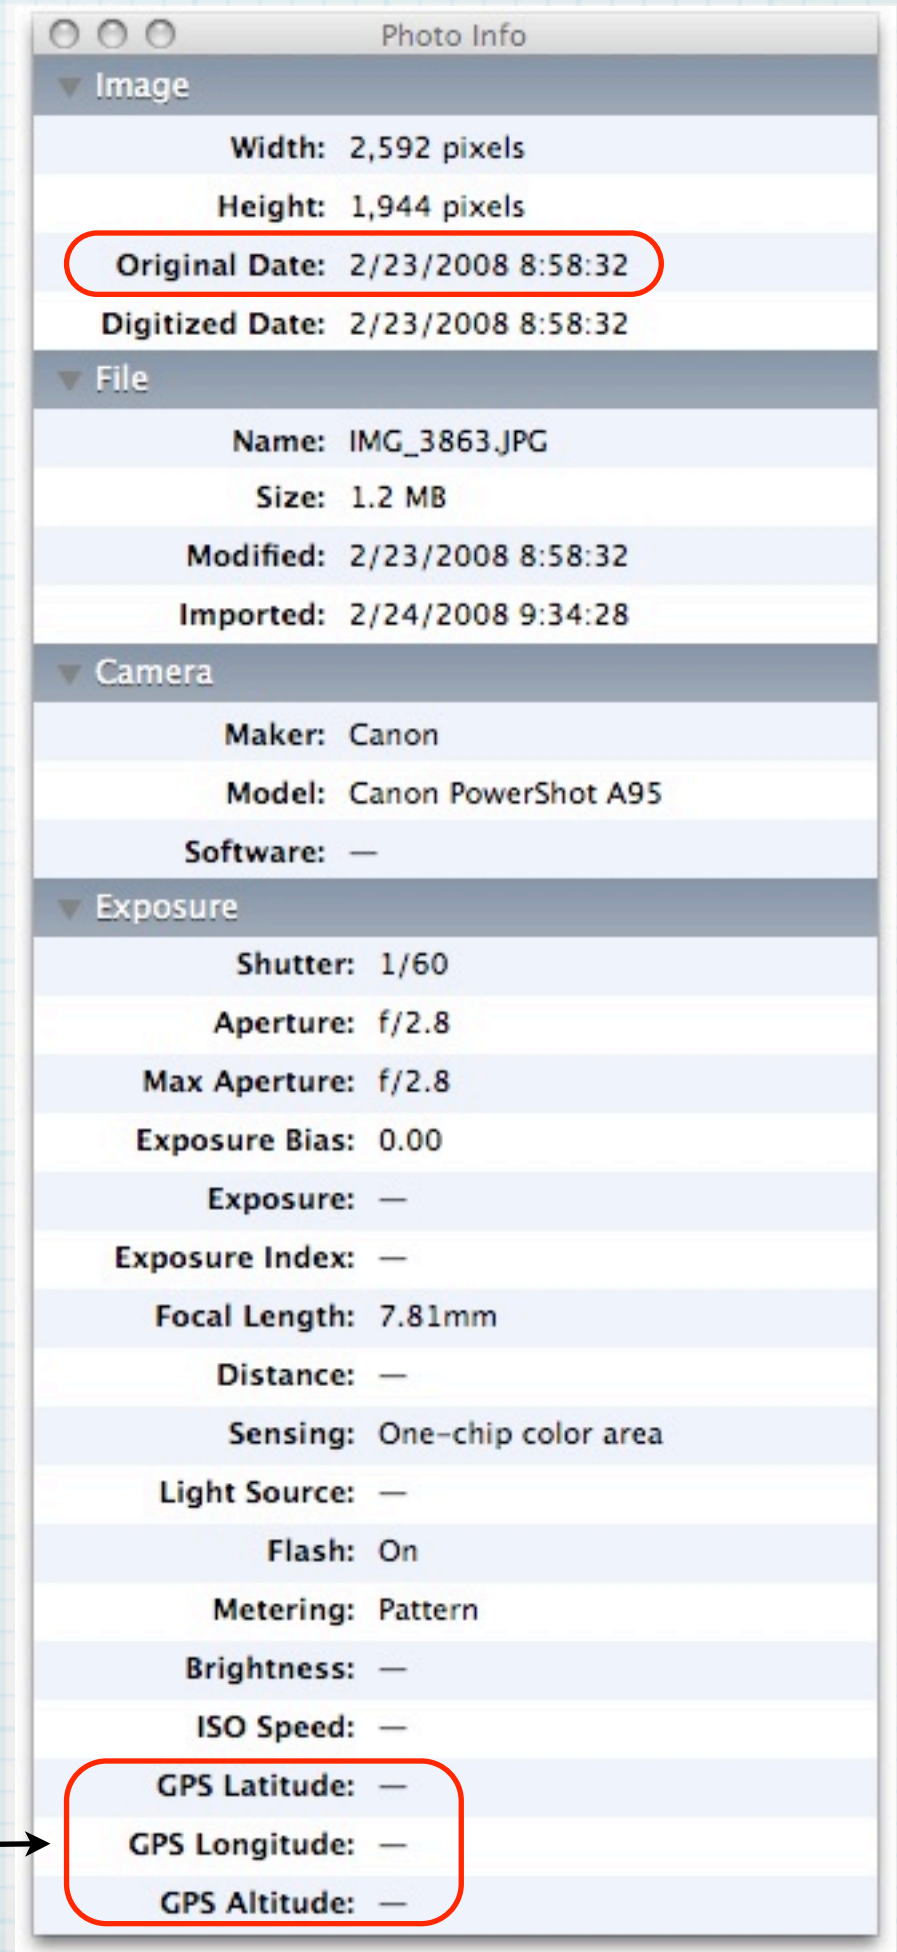 Photo Info
Image
Width: 2,592 pixels
Height: 1,944 pixels
Original Date: 2/23/2008 8:58:32
Digitized Date: 2/23/2008 8:58:32
File
Name: IMG_3863.JPG
Size: 1.2 MB
Modified: 2/23/2008 8:58:32
Imported: 2/24/2008 9:34:28
Camera
Maker: Canon
Model: Canon PowerShot A95
Software: —
Exposure
Shutter: 1/60
Aperture: f/2.8
Max Aperture: f/2.8
Exposure Bias: 0.00
Exposure: —
Exposure Index: —
Focal Length: 7.81mm
Distance: —
Sensing: One-chip color area
Light Source: —
Flash: On
Metering: Pattern
Brightness: —
ISO Speed: —
GPS Latitude: —
GPS Longitude: —
GPS Altitude: —